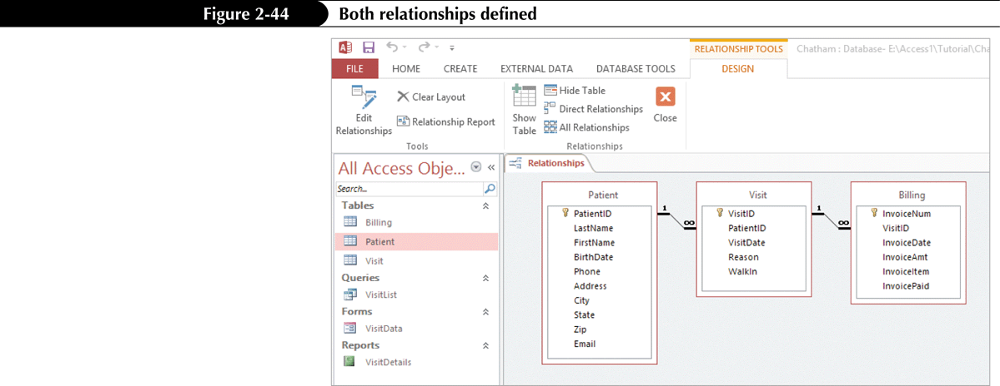 Figure 2-44 Both relationships defined
RELATIONSHIP TOOLS Chatham : Database- E:\Access1\Tutorial\Cha
FILE HOME CREATE EXTERNAL DATA DATABASE TOOLS DESIGN
Edit Relationships
Clear Layout
Relationship Report
Tools
Show Table
Hide Table
Direct Relationships
All Relationships
Close
Relationships
All Access Obje...
Search...
Tables
Billing
Patient
Visit
Queries
VisitList
Forms
VisitData
Reports
VisitDetails
Relationships
Patient
PatientID
LastName
FirstName
BirthDate
Phone
Address
City
State
Zip
Email
1 ∞
Visit
VisitID
PatientID
VisitDate
Reason
WalkIn
1 ∞
Billing
InvoiceNum
VisitID
InvoiceDate
InvoiceAmt
InvoiceItem
InvoicePaid